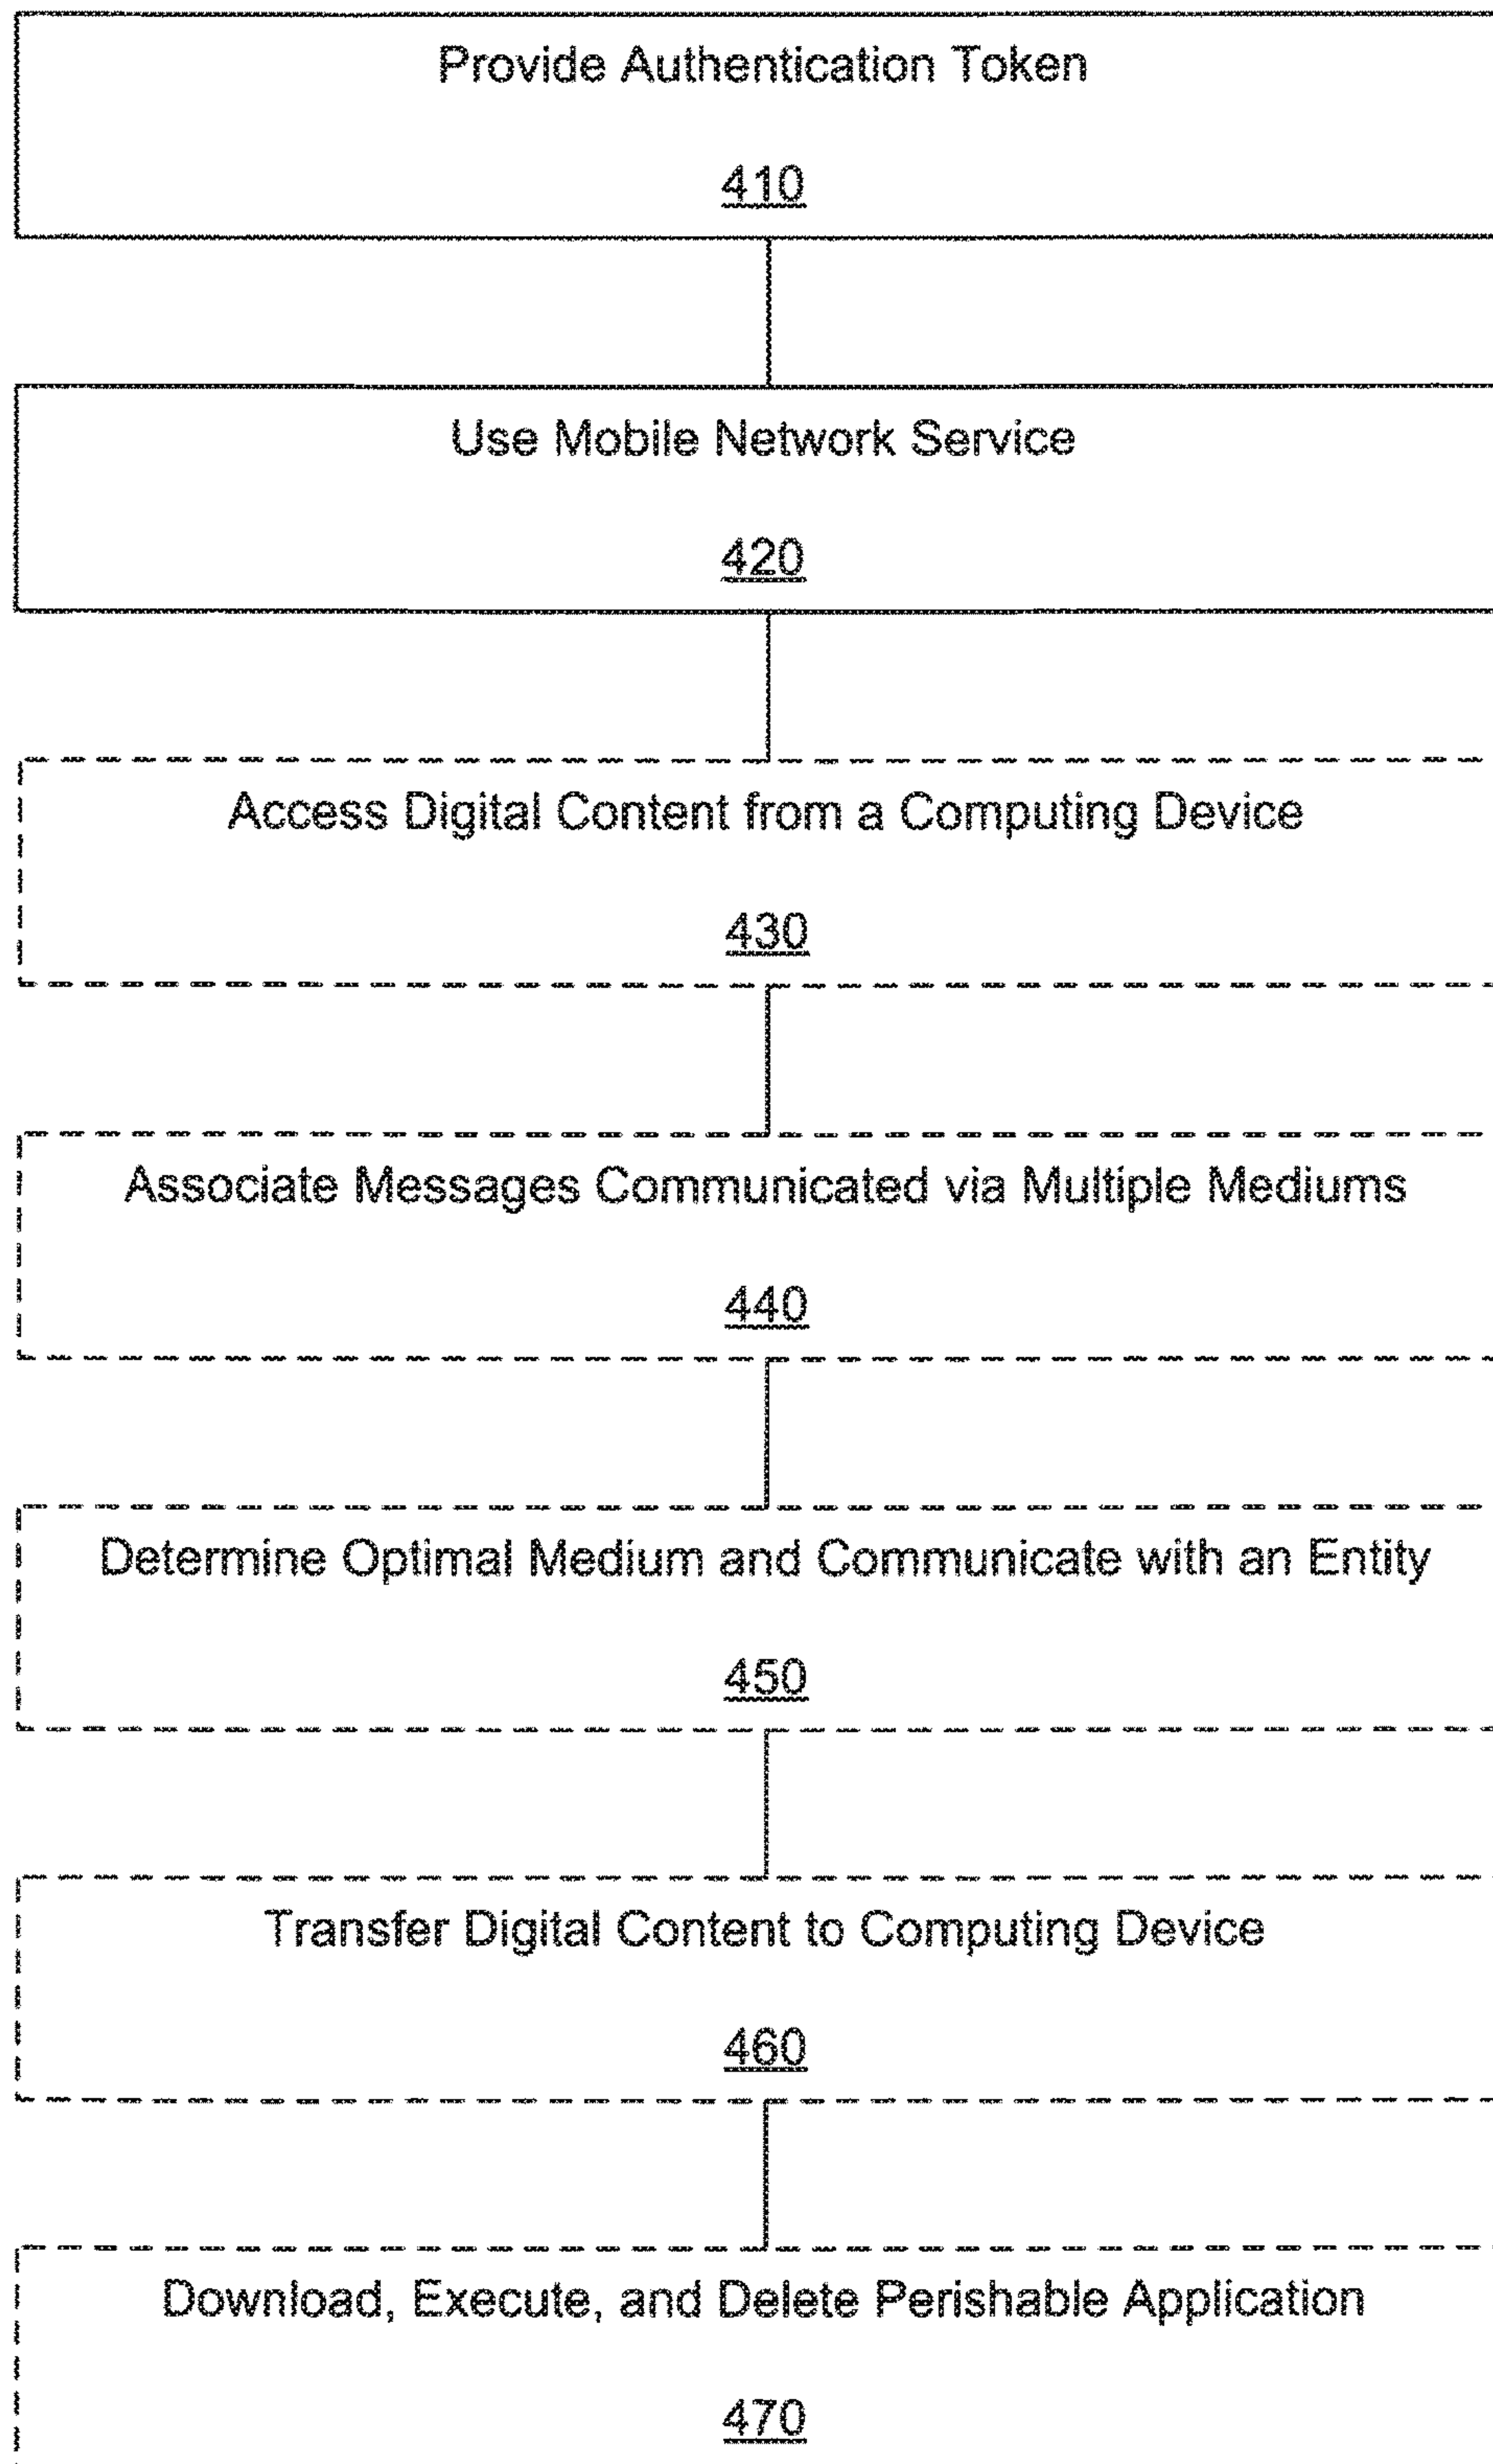 Provide Authentication Token
410
Use Mobile Network Service
420
Access Digital Content from a Computing Device
430
Associate Messages Communicated via Multiple Mediums
440
Determine Optimal Medium and Communicate with an Entity
450
Transfer Digital Content to Computing Device
460
Download, Execute, and Delete Perishable Application
470